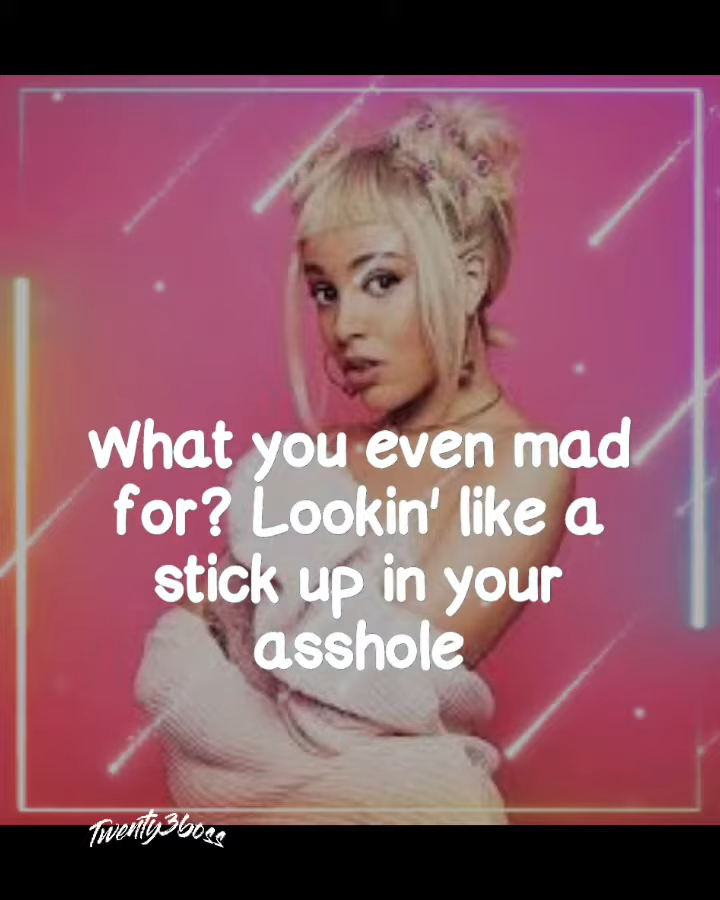 What you even mad
for? Lookin' like a
stick up in your
asshole
Twenty36oss